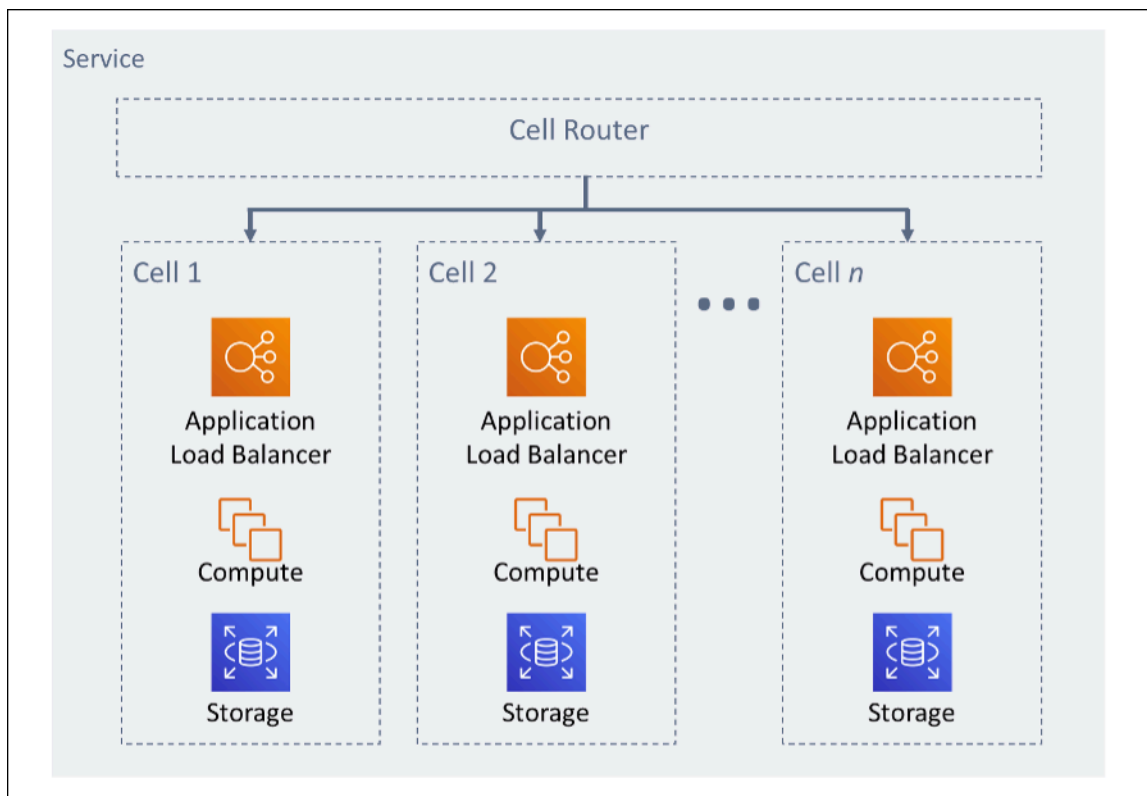 Service
Cell Router
Cell 1
Cell 2
Cell n
Application
Load Balancer
Application
Load Balancer
Application
Load Balancer
Compute
Compute
Compute
Storage
Storage
Storage